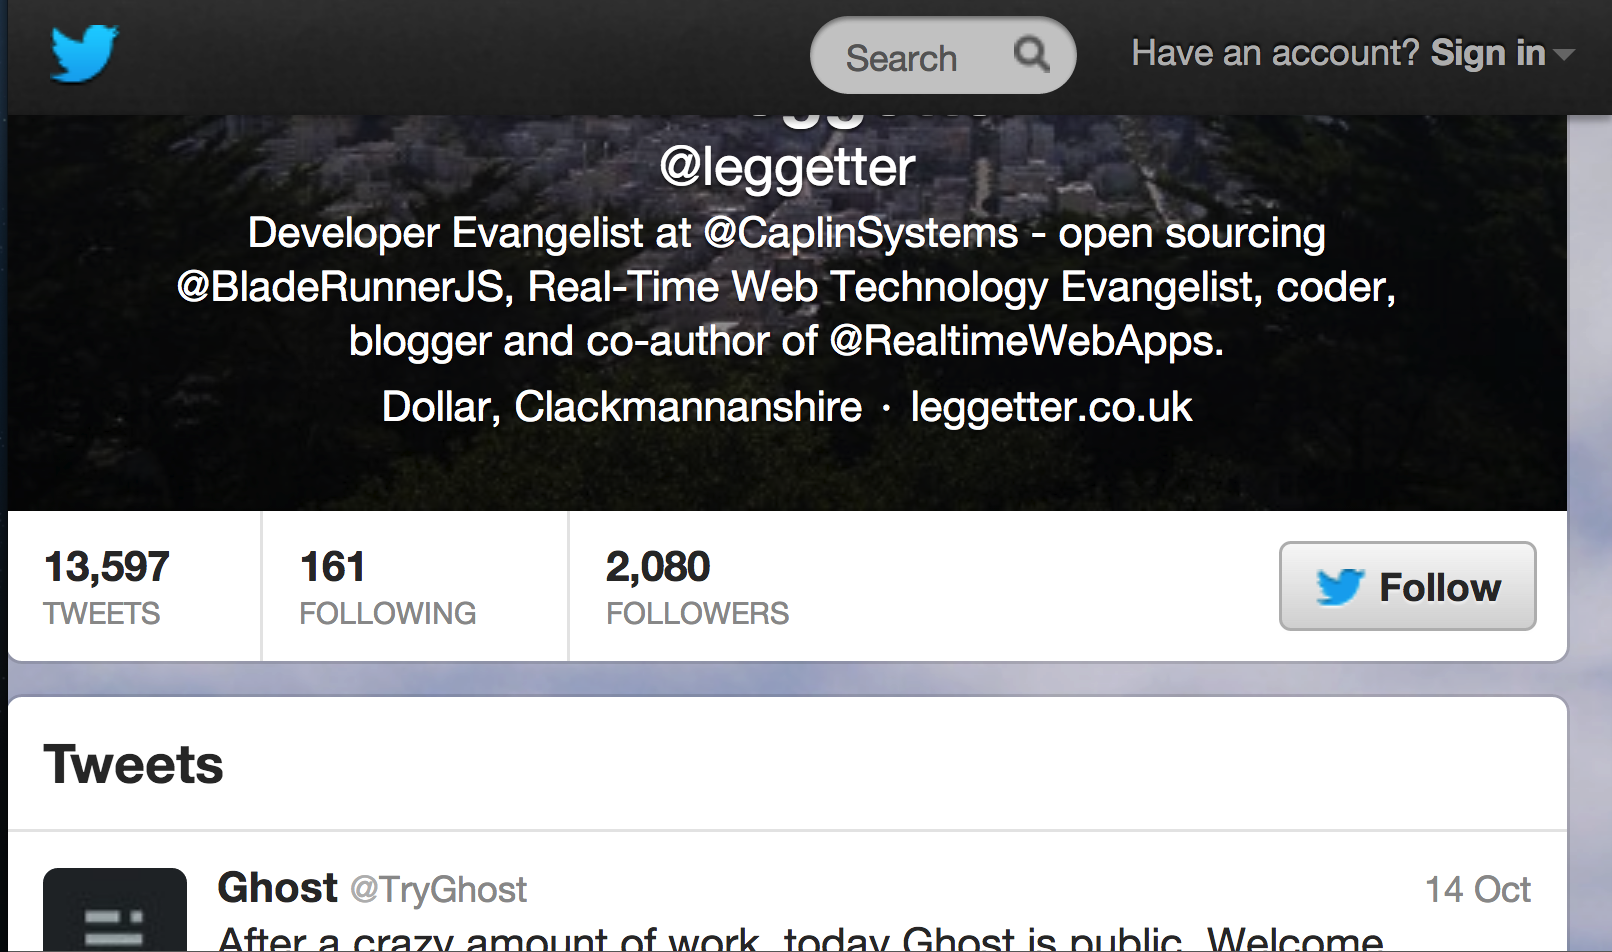 Search
Have an account? Sign in
@leggetter
Developer Evangelist at @CaplinSystems - open sourcing
@BladeRunnerJS, Real-Time Web Technology Evangelist, coder,
blogger and co-author of @RealtimeWebApps.
Dollar, Clackmannanshire · leggetter.co.uk
13,597
TWEETS
161
FOLLOWING
2,080
FOLLOWERS
Follow
Tweets
Ghost @TryGhost
14 Oct
After a crazy amount of work, today Ghost is public. Welcome